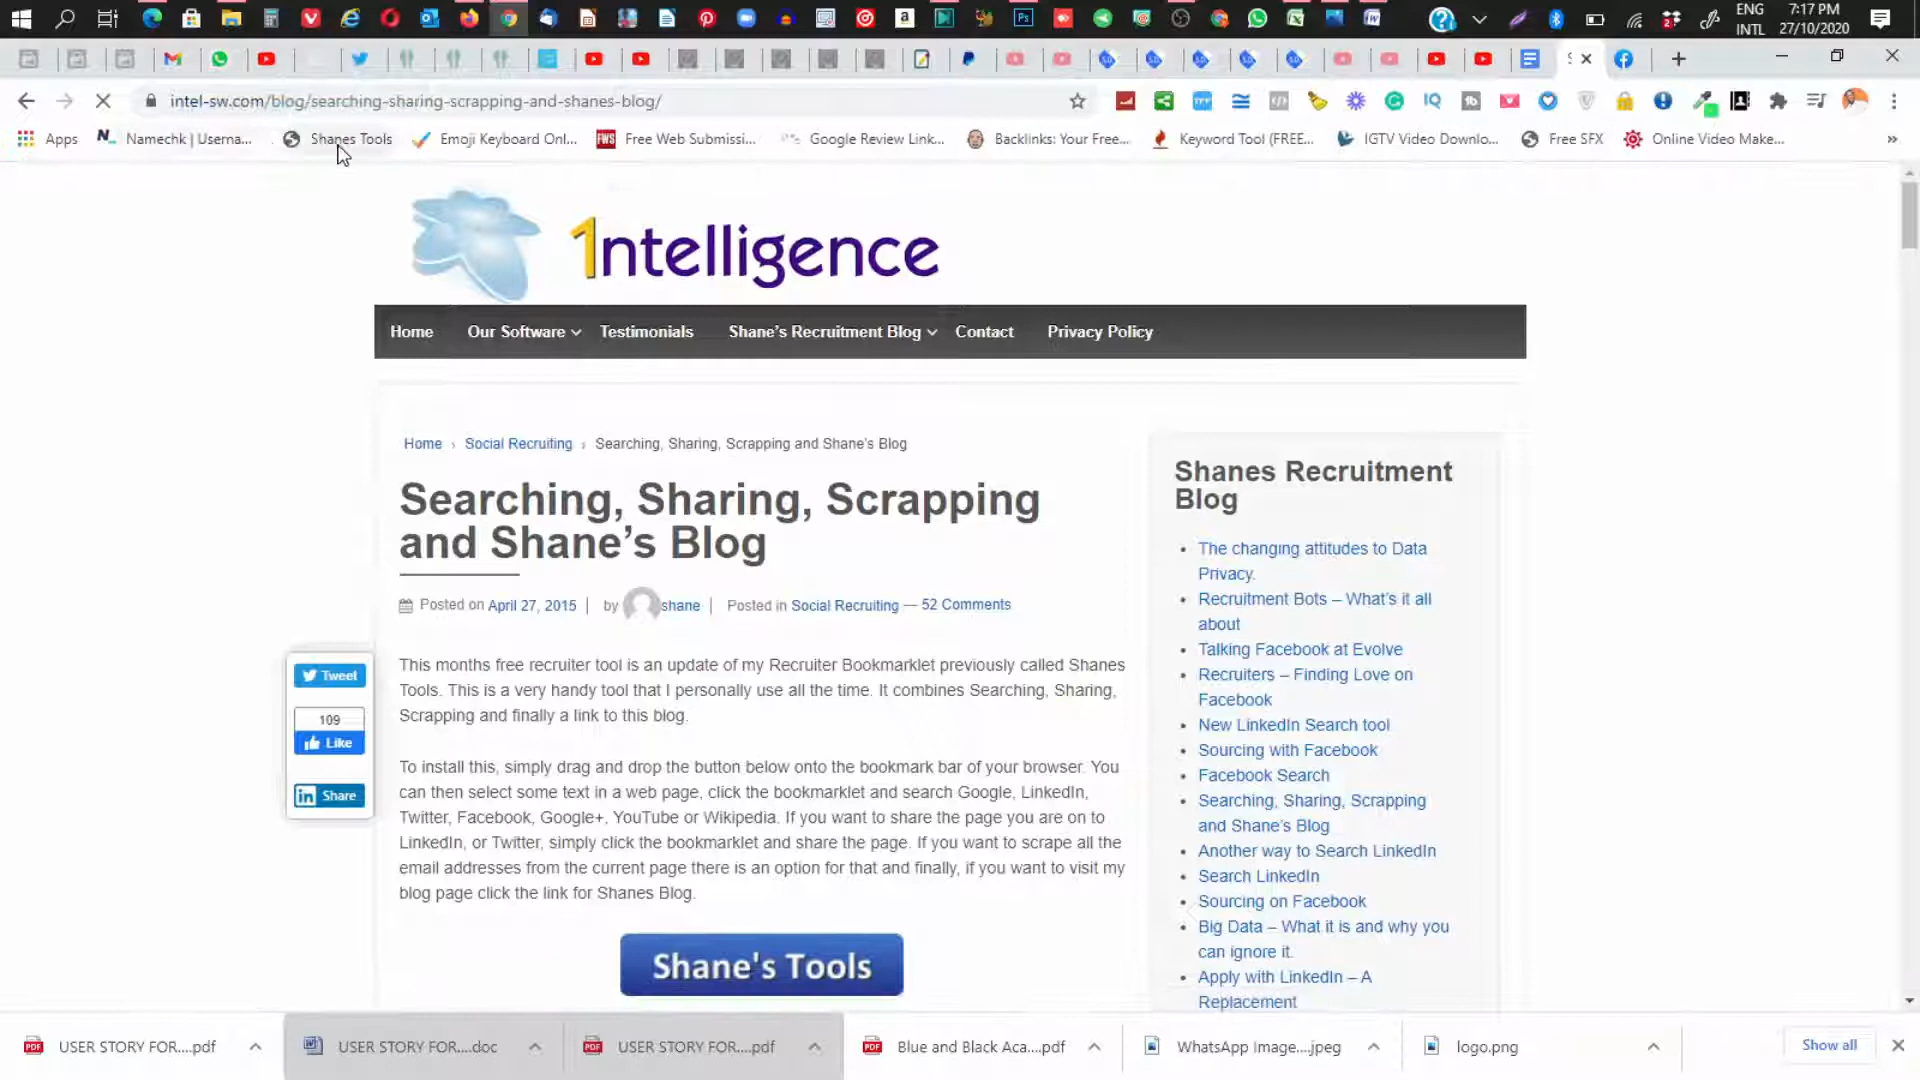 ENG
7:17 PM
INTL
27/10/2020
intel-sw.com/blog/searching-sharing-scrapping-and-shanes-blog/
Apps
Namechk | Userna...
Shanes Tools
Emoji Keyboard Onl...
Free Web Submissi...
Google Review Link...
Backlinks: Your Free...
Keyword Tool (FREE...
IGTV Video Downlo...
Free SFX
Online Video Make...
»
1ntelligence
Home
Our Software
Testimonials
Shane's Recruitment Blog
Contact
Privacy Policy
Home › Social Recruiting › Searching, Sharing, Scrapping and Shane's Blog
Searching, Sharing, Scrapping
and Shane's Blog
Posted on April 27, 2015 | by shane | Posted in Social Recruiting — 52 Comments
Tweet
109
Like
Share
This months free recruiter tool is an update of my Recruiter Bookmarklet previously called Shanes
Tools. This is a very handy tool that I personally use all the time. It combines Searching, Sharing,
Scrapping and finally a link to this blog.
To install this, simply drag and drop the button below onto the bookmark bar of your browser. You
can then select some text in a web page, click the bookmarklet and search Google, LinkedIn,
Twitter, Facebook, Google+, YouTube or Wikipedia. If you want to share the page you are on to
LinkedIn, or Twitter, simply click the bookmarklet and share the page. If you want to scrape all the
email addresses from the current page there is an option for that and finally, if you want to visit my
blog page click the link for Shanes Blog.
Shane's Tools
Shanes Recruitment
Blog
The changing attitudes to Data
Privacy.
Recruitment Bots – What's it all
about
Talking Facebook at Evolve
Recruiters – Finding Love on
Facebook
New LinkedIn Search tool
Sourcing with Facebook
Facebook Search
Searching, Sharing, Scrapping
and Shane's Blog
Another way to Search LinkedIn
Search LinkedIn
Sourcing on Facebook
Big Data – What it is and why you
can ignore it.
Apply with LinkedIn – A
Replacement
USER STORY FOR....pdf
USER STORY FOR....doc
USER STORY FOR....pdf
Blue and Black Aca....pdf
WhatsApp Image....jpeg
logo.png
Show all